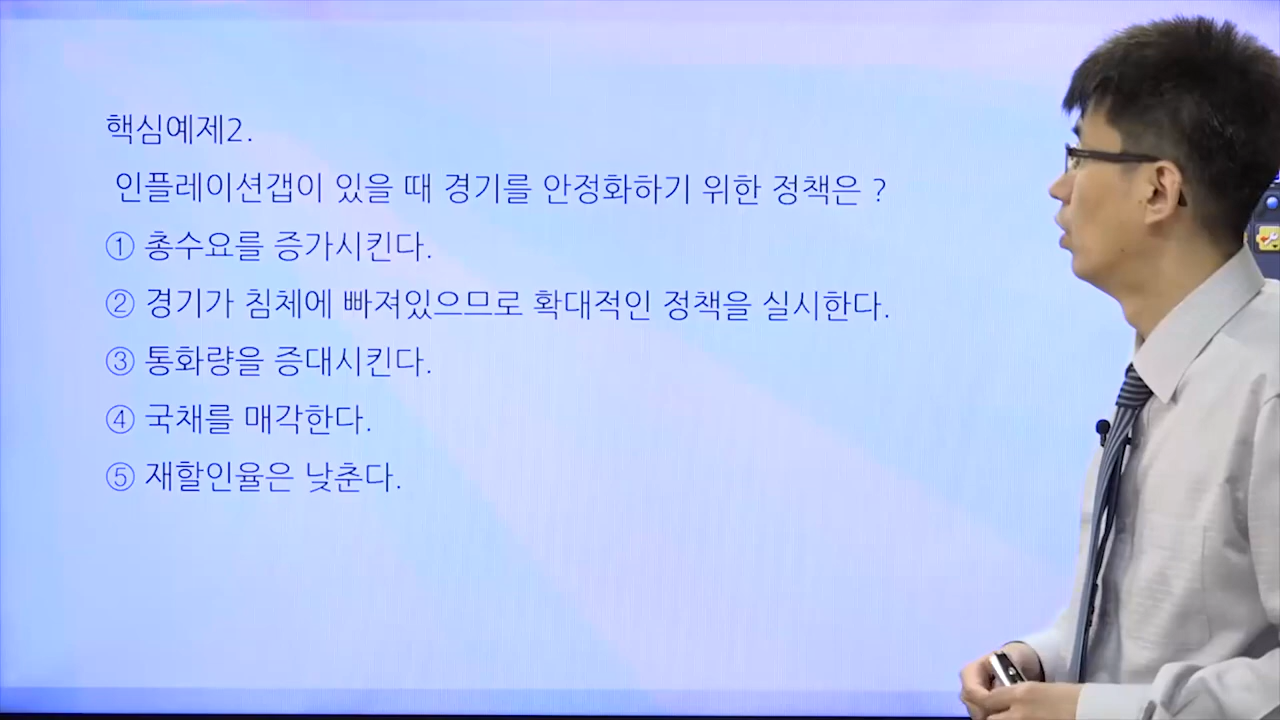 핵심예제2.
인플레이션갭이 있을 때 경기를 안정화하기 위한 정책은 ?
① 총수요를 증가시킨다.
② 경기가 침체에 빠져있으므로 확대적인 정책을 실시한다.
③ 통화량을 증대시킨다.
④ 국채를 매각한다.
⑤ 재할인율은 낮춘다.